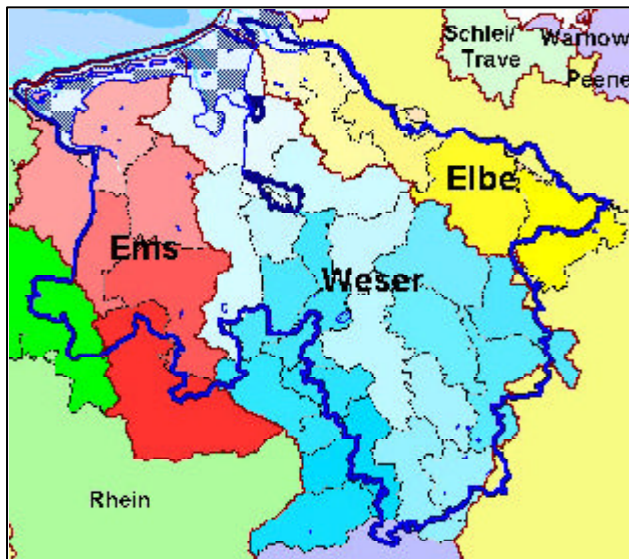 Schlei/
Trave
Warnow
Peene
Elbe
Ems
Weser
Rhein